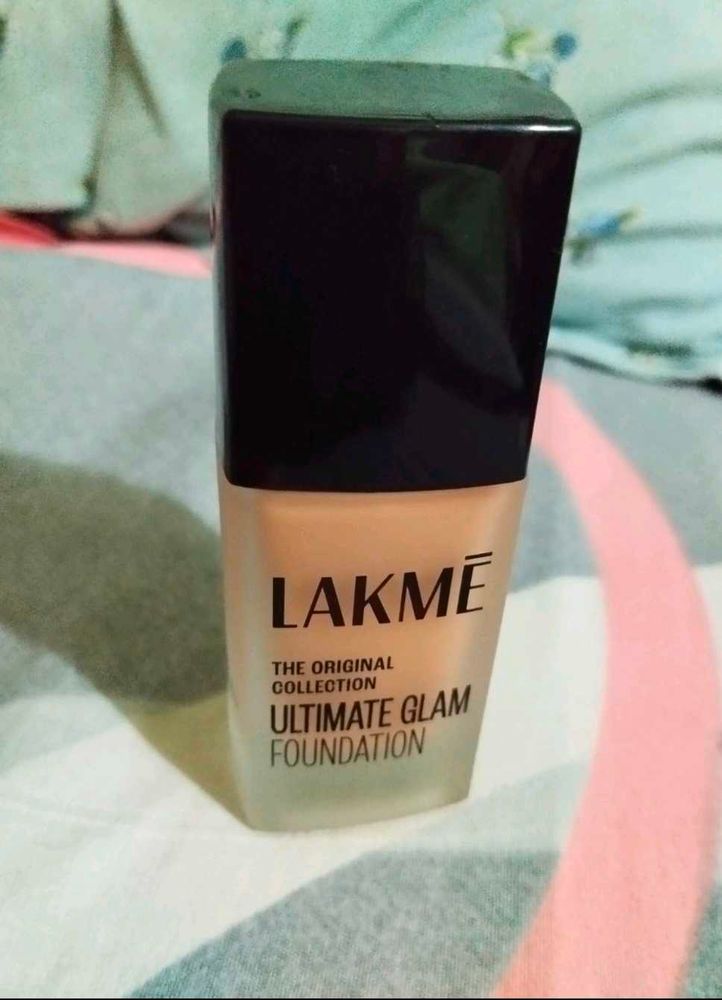 LAKMĒ
THE ORIGINAL
COLLECTION
ULTIMATE GLAM
FOUNDATION